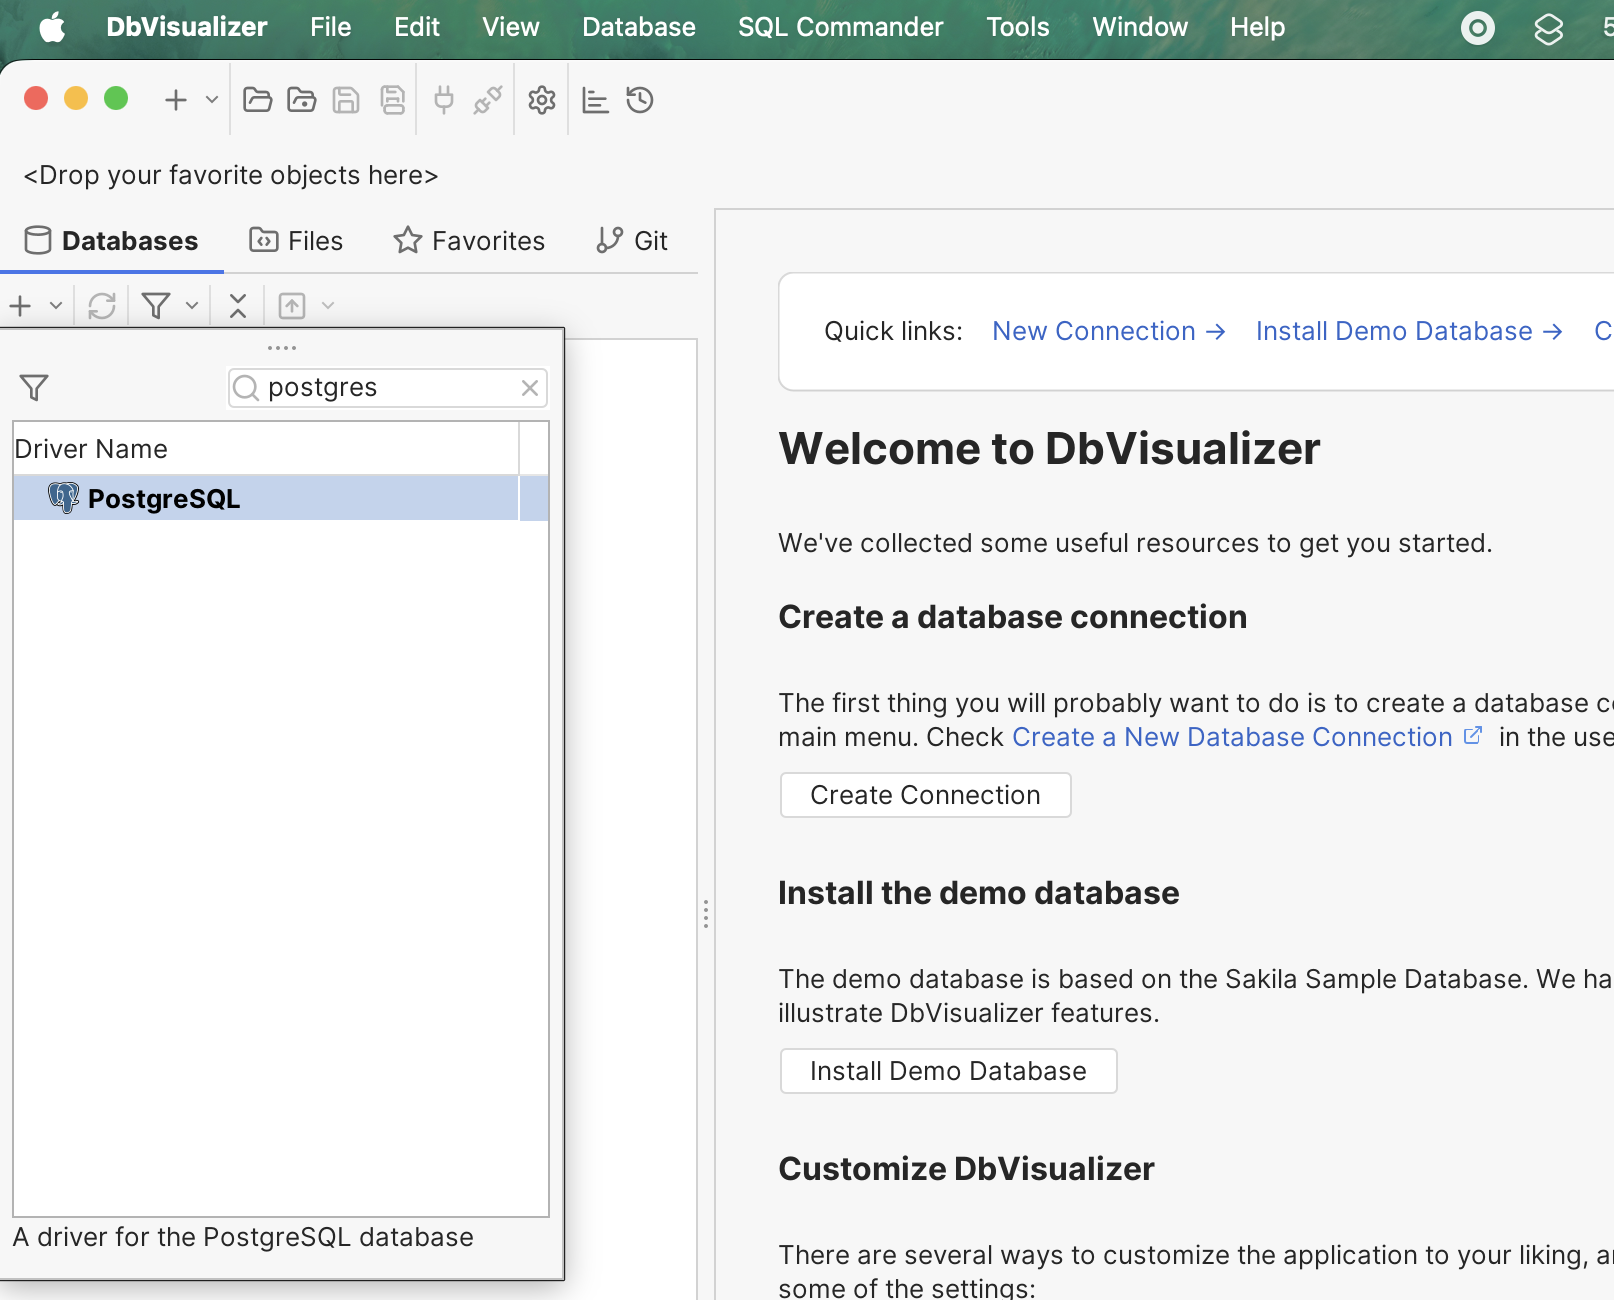 DbVisualizer File Edit View Database SQL Commander Tools Window Help 5
<Drop your favorite objects here>
Databases Files Favorites Git
postgres
Driver Name
PostgreSQL
A driver for the PostgreSQL database
Quick links: New Connection → Install Demo Database → C
Welcome to DbVisualizer
We've collected some useful resources to get you started.
Create a database connection
The first thing you will probably want to do is to create a database c
main menu. Check Create a New Database Connection in the use
Create Connection
Install the demo database
The demo database is based on the Sakila Sample Database. We ha
illustrate DbVisualizer features.
Install Demo Database
Customize DbVisualizer
There are several ways to customize the application to your liking, a
some of the settings: